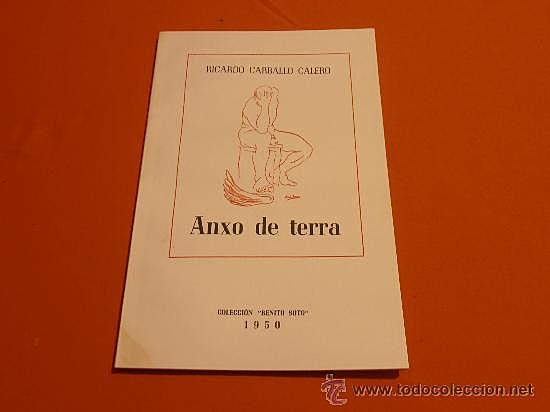 RICARDO CARBALLO CALERO
Anxo de terra
COLECCIÓN "BENITO SOTO"
1950
www.todocoleccion.net